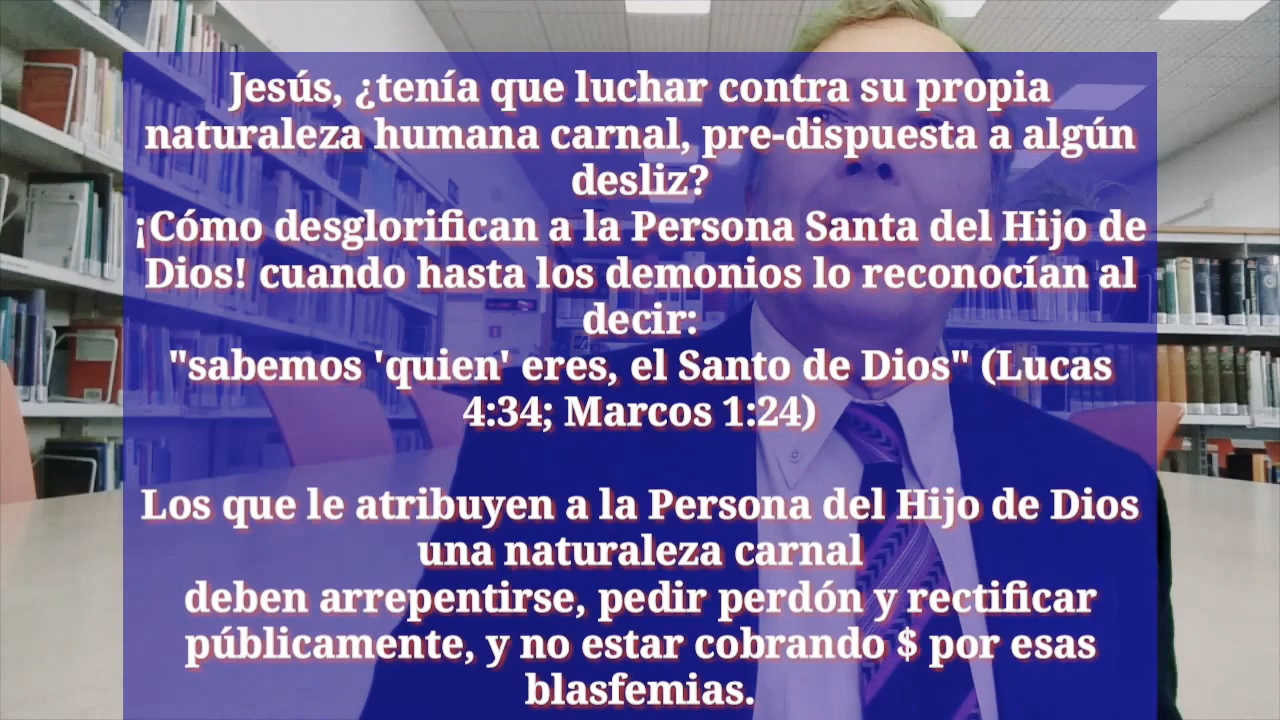 Jesús, ¿tenía que luchar contra su propia
naturaleza humana carnal, pre-dispuesta a algún
desliz?
¡Cómo desglorifican a la Persona Santa del Hijo de
Dios! cuando hasta los demonios lo reconocían al
decir:
"sabemos 'quien' eres, el Santo de Dios" (Lucas
4:34; Marcos 1:24)
Los que le atribuyen a la Persona del Hijo de Dios
una naturaleza carnal
deben arrepentirse, pedir perdón y rectificar
públicamente, y no estar cobrando $ por esas
blasfemias.